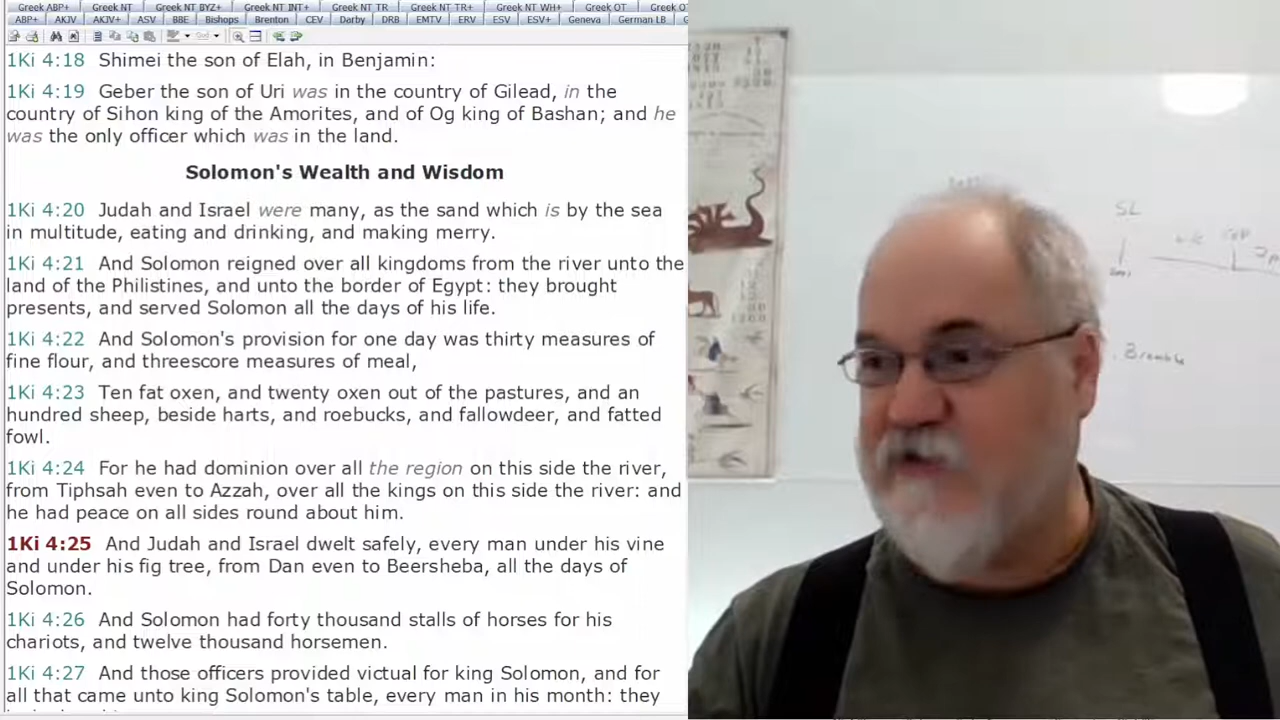 Greek ABP+ Greek NT Greek NT BYZ+ Greek NT INT+ Greek NT TR Greek NT TR+ Greek NT WH+ Greek OT
ABP+ AKJV AKJV+ ASV BBE Bishops Brenton CEV Darby DRB EMTV ERV ESV ESV+ Geneva German LB
1Ki 4:18 Shimei the son of Elah, in Benjamin:
1Ki 4:19 Geber the son of Uri was in the country of Gilead, in the
country of Sihon king of the Amorites, and of Og king of Bashan; and he
was the only officer which was in the land.
Solomon's Wealth and Wisdom
1Ki 4:20 Judah and Israel were many, as the sand which is by the sea
in multitude, eating and drinking, and making merry.
1Ki 4:21 And Solomon reigned over all kingdoms from the river unto the
land of the Philistines, and unto the border of Egypt: they brought
presents, and served Solomon all the days of his life.
1Ki 4:22 And Solomon's provision for one day was thirty measures of
fine flour, and threescore measures of meal,
1Ki 4:23 Ten fat oxen, and twenty oxen out of the pastures, and an
hundred sheep, beside harts, and roebucks, and fallowdeer, and fatted
fowl.
1Ki 4:24 For he had dominion over all the region on this side the river,
from Tiphsah even to Azzah, over all the kings on this side the river: and
he had peace on all sides round about him.
1Ki 4:25 And Judah and Israel dwelt safely, every man under his vine
and under his fig tree, from Dan even to Beersheba, all the days of
Solomon.
1Ki 4:26 And Solomon had forty thousand stalls of horses for his
chariots, and twelve thousand horsemen.
1Ki 4:27 And those officers provided victual for king Solomon, and for
all that came unto king Solomon's table, every man in his month: they
SL
Bramble